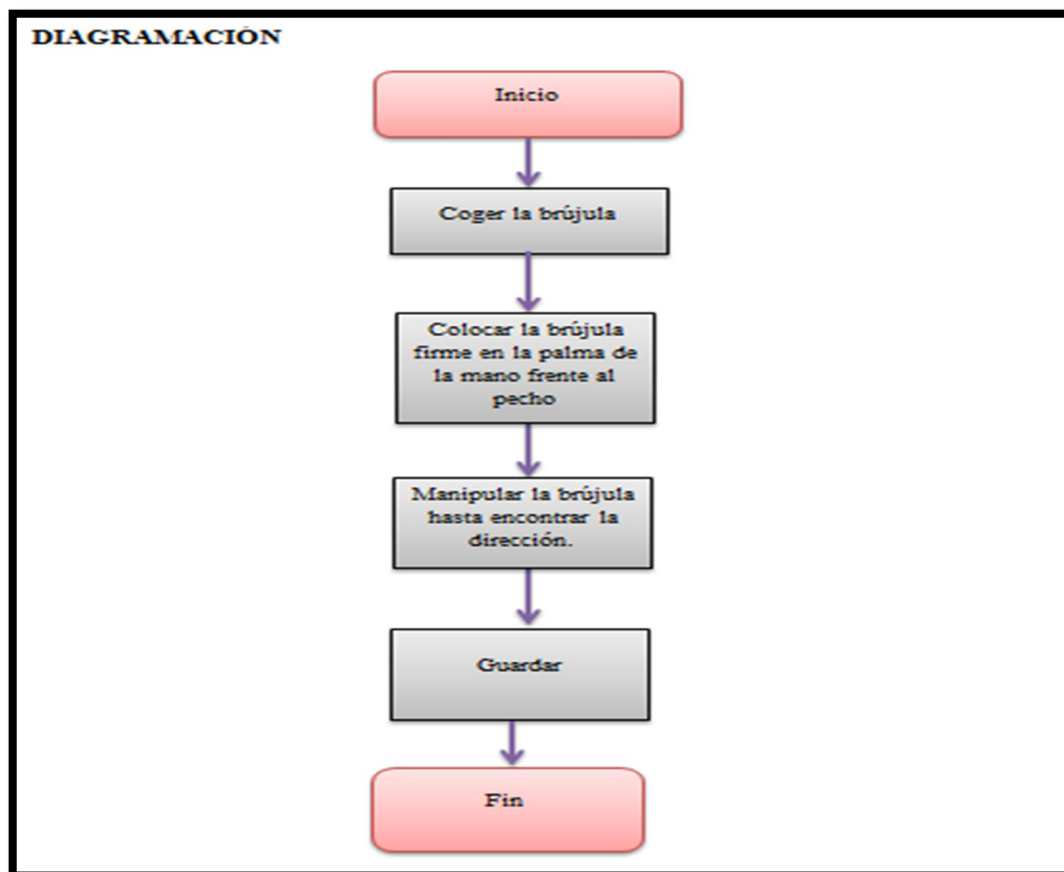 DIAGRAMACIÓN
Inicio
Coger la brújula
Colocar la brújula
firme en la palma de
la mano frente al
pecho
Manipular la brújula
hasta encontrar la
dirección.
Guardar
Fin